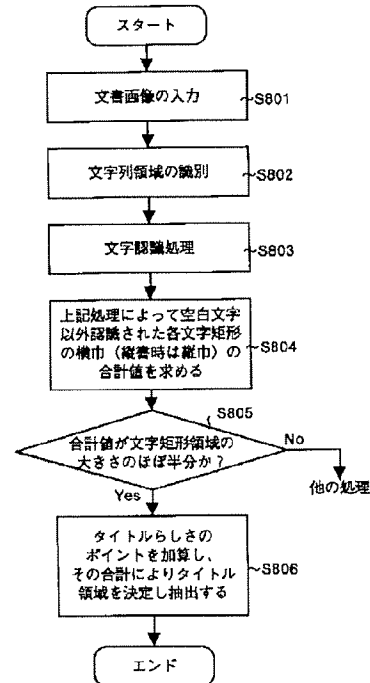 スタート
文書画像の入力
S801
文字列領域の識別
S802
文字認識処理
S803
上記処理によって空白文字
以外認識された各文字矩形
の横巾（縦書時は縦巾）の
合計値を求める
S804
S805
合計値が文字矩形領域の
大きさのほぼ半分か？
No
他の処理
Yes
タイトルらしさの
ポイントを加算し、
その合計によりタイトル
領域を決定し抽出する
S806
エンド